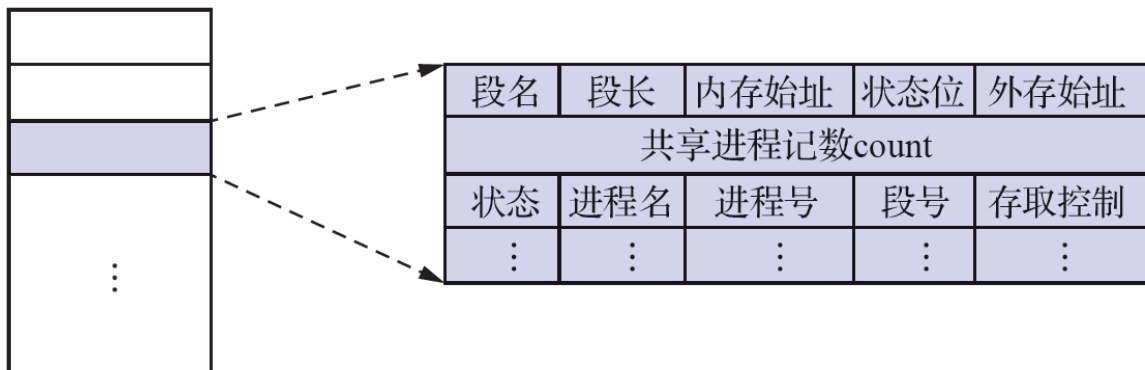 段名 段长 内存始址 状态位 外存始址
共享进程记数count
状态 进程名 进程号 段号 存取控制
⋮ ⋮ ⋮ ⋮ ⋮
⋮